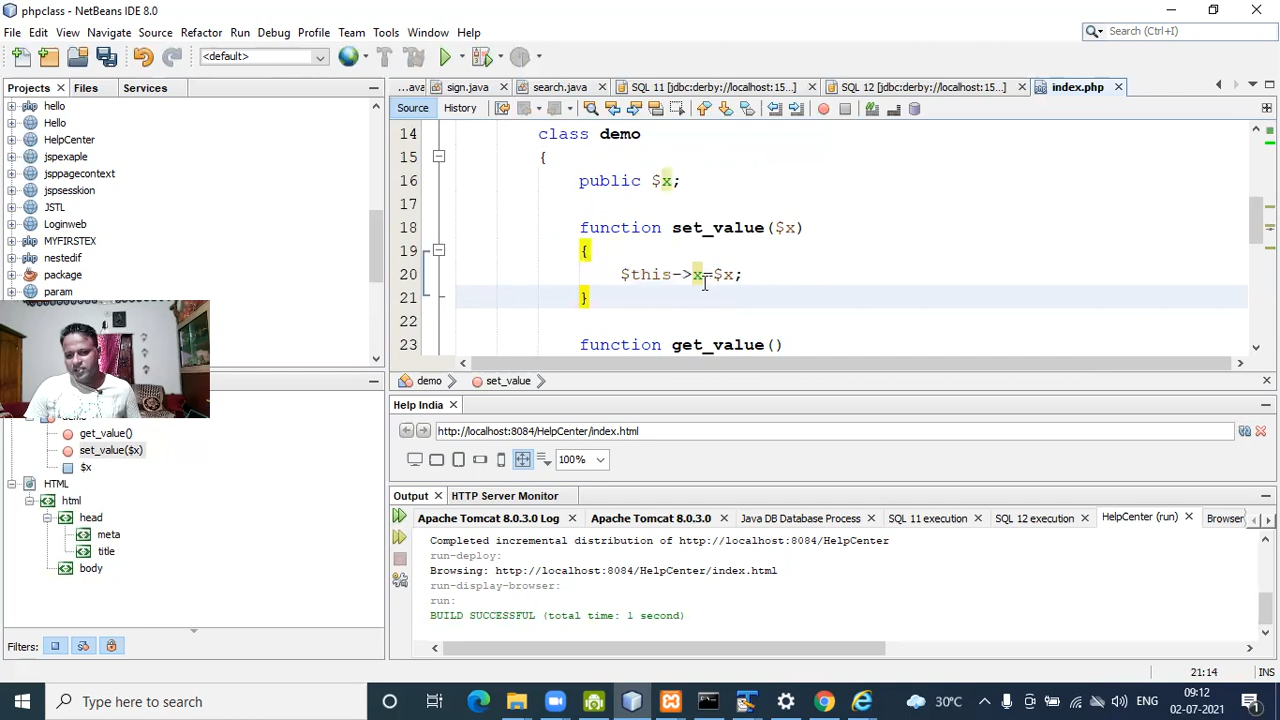 phpclass - NetBeans IDE 8.0
File Edit View Navigate Source Refactor Run Debug Profile Team Tools Window Help
Search (Ctrl+I)
<default>
Projects Files Services
...ava sign.java search.java SQL 11 [jdbc:derby://localhost:15... SQL 12 [jdbc:derby://localhost:15... index.php
hello
Hello
HelpCenter
jspexaple
jsppagecontext
jspsession
JSTL
Loginweb
MYFIRSTEX
nestedif
package
param
Source History
14 class demo
15 {
16 public $x;
17
18 function set_value($x)
19 {
20 $this->x=$x;
21 }
22
23 function get_value()
demo set_value
get_value()
set_value($x)
$x
HTML
html
head
meta
title
body
Filters:
Help India
http://localhost:8084/HelpCenter/index.html
100%
Output HTTP Server Monitor
Apache Tomcat 8.0.3.0 Log Apache Tomcat 8.0.3.0 Java DB Database Process SQL 11 execution SQL 12 execution HelpCenter (run) Browser
Completed incremental distribution of http://localhost:8084/HelpCenter
run-deploy:
Browsing: http://localhost:8084/HelpCenter/index.html
run-display-browser:
run:
BUILD SUCCESSFUL (total time: 1 second)
21:14 INS
Type here to search
30°C ENG
09:12
02-07-2021